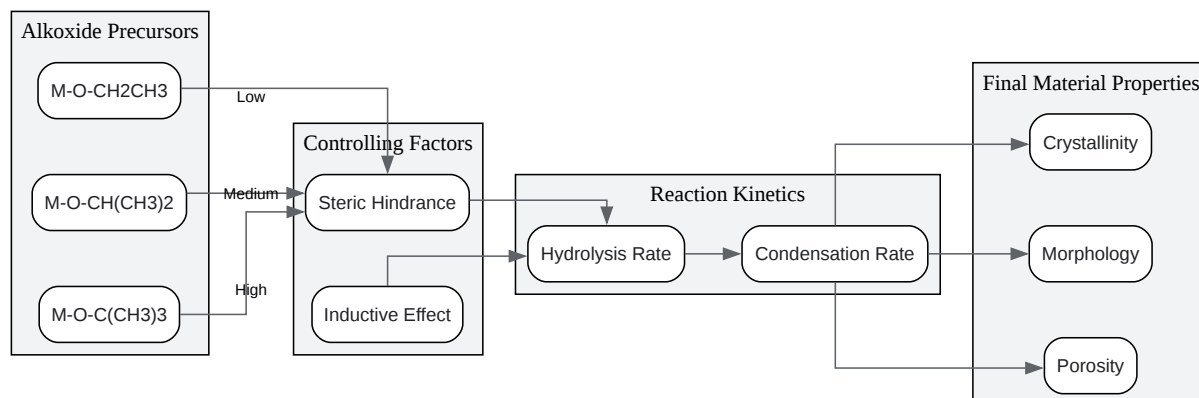 Alkoxide Precursors
M-O-CH2CH3
M-O-CH(CH3)2
M-O-C(CH3)3
Low
Medium
High
Controlling Factors
Steric Hindrance
Inductive Effect
Reaction Kinetics
Hydrolysis Rate
Condensation Rate
Final Material Properties
Crystallinity
Morphology
Porosity